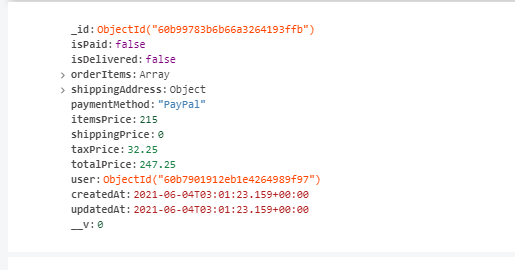 _id: ObjectId("60b99783b6b66a3264193ffb")
isPaid: false
isDelivered: false
> orderItems: Array
> shippingAddress: Object
paymentMethod: "PayPal"
itemsPrice: 215
shippingPrice: 0
taxPrice: 32.25
totalPrice: 247.25
user: ObjectId("60b7901912eb1e4264989f97")
createdAt: 2021-06-04T03:01:23.159+00:00
updatedAt: 2021-06-04T03:01:23.159+00:00
__v: 0